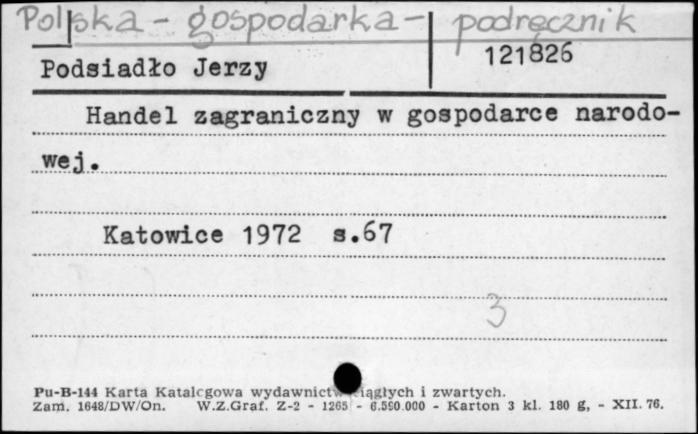 Polska - gospodarka - podręcznik
121826
Podsiadło Jerzy
Handel zagraniczny w gospodarce narodo-
wej.
Katowice 1972 s.67
3
Pu-B-144 Karta Katalcgowa wydawnictw ciągłych i zwartych.
Zam. 1648/DW/On. W.Z.Graf. Z-2 - 1265 - 6.590.000 - Karton 3 kl. 180 g, - XII. 76.